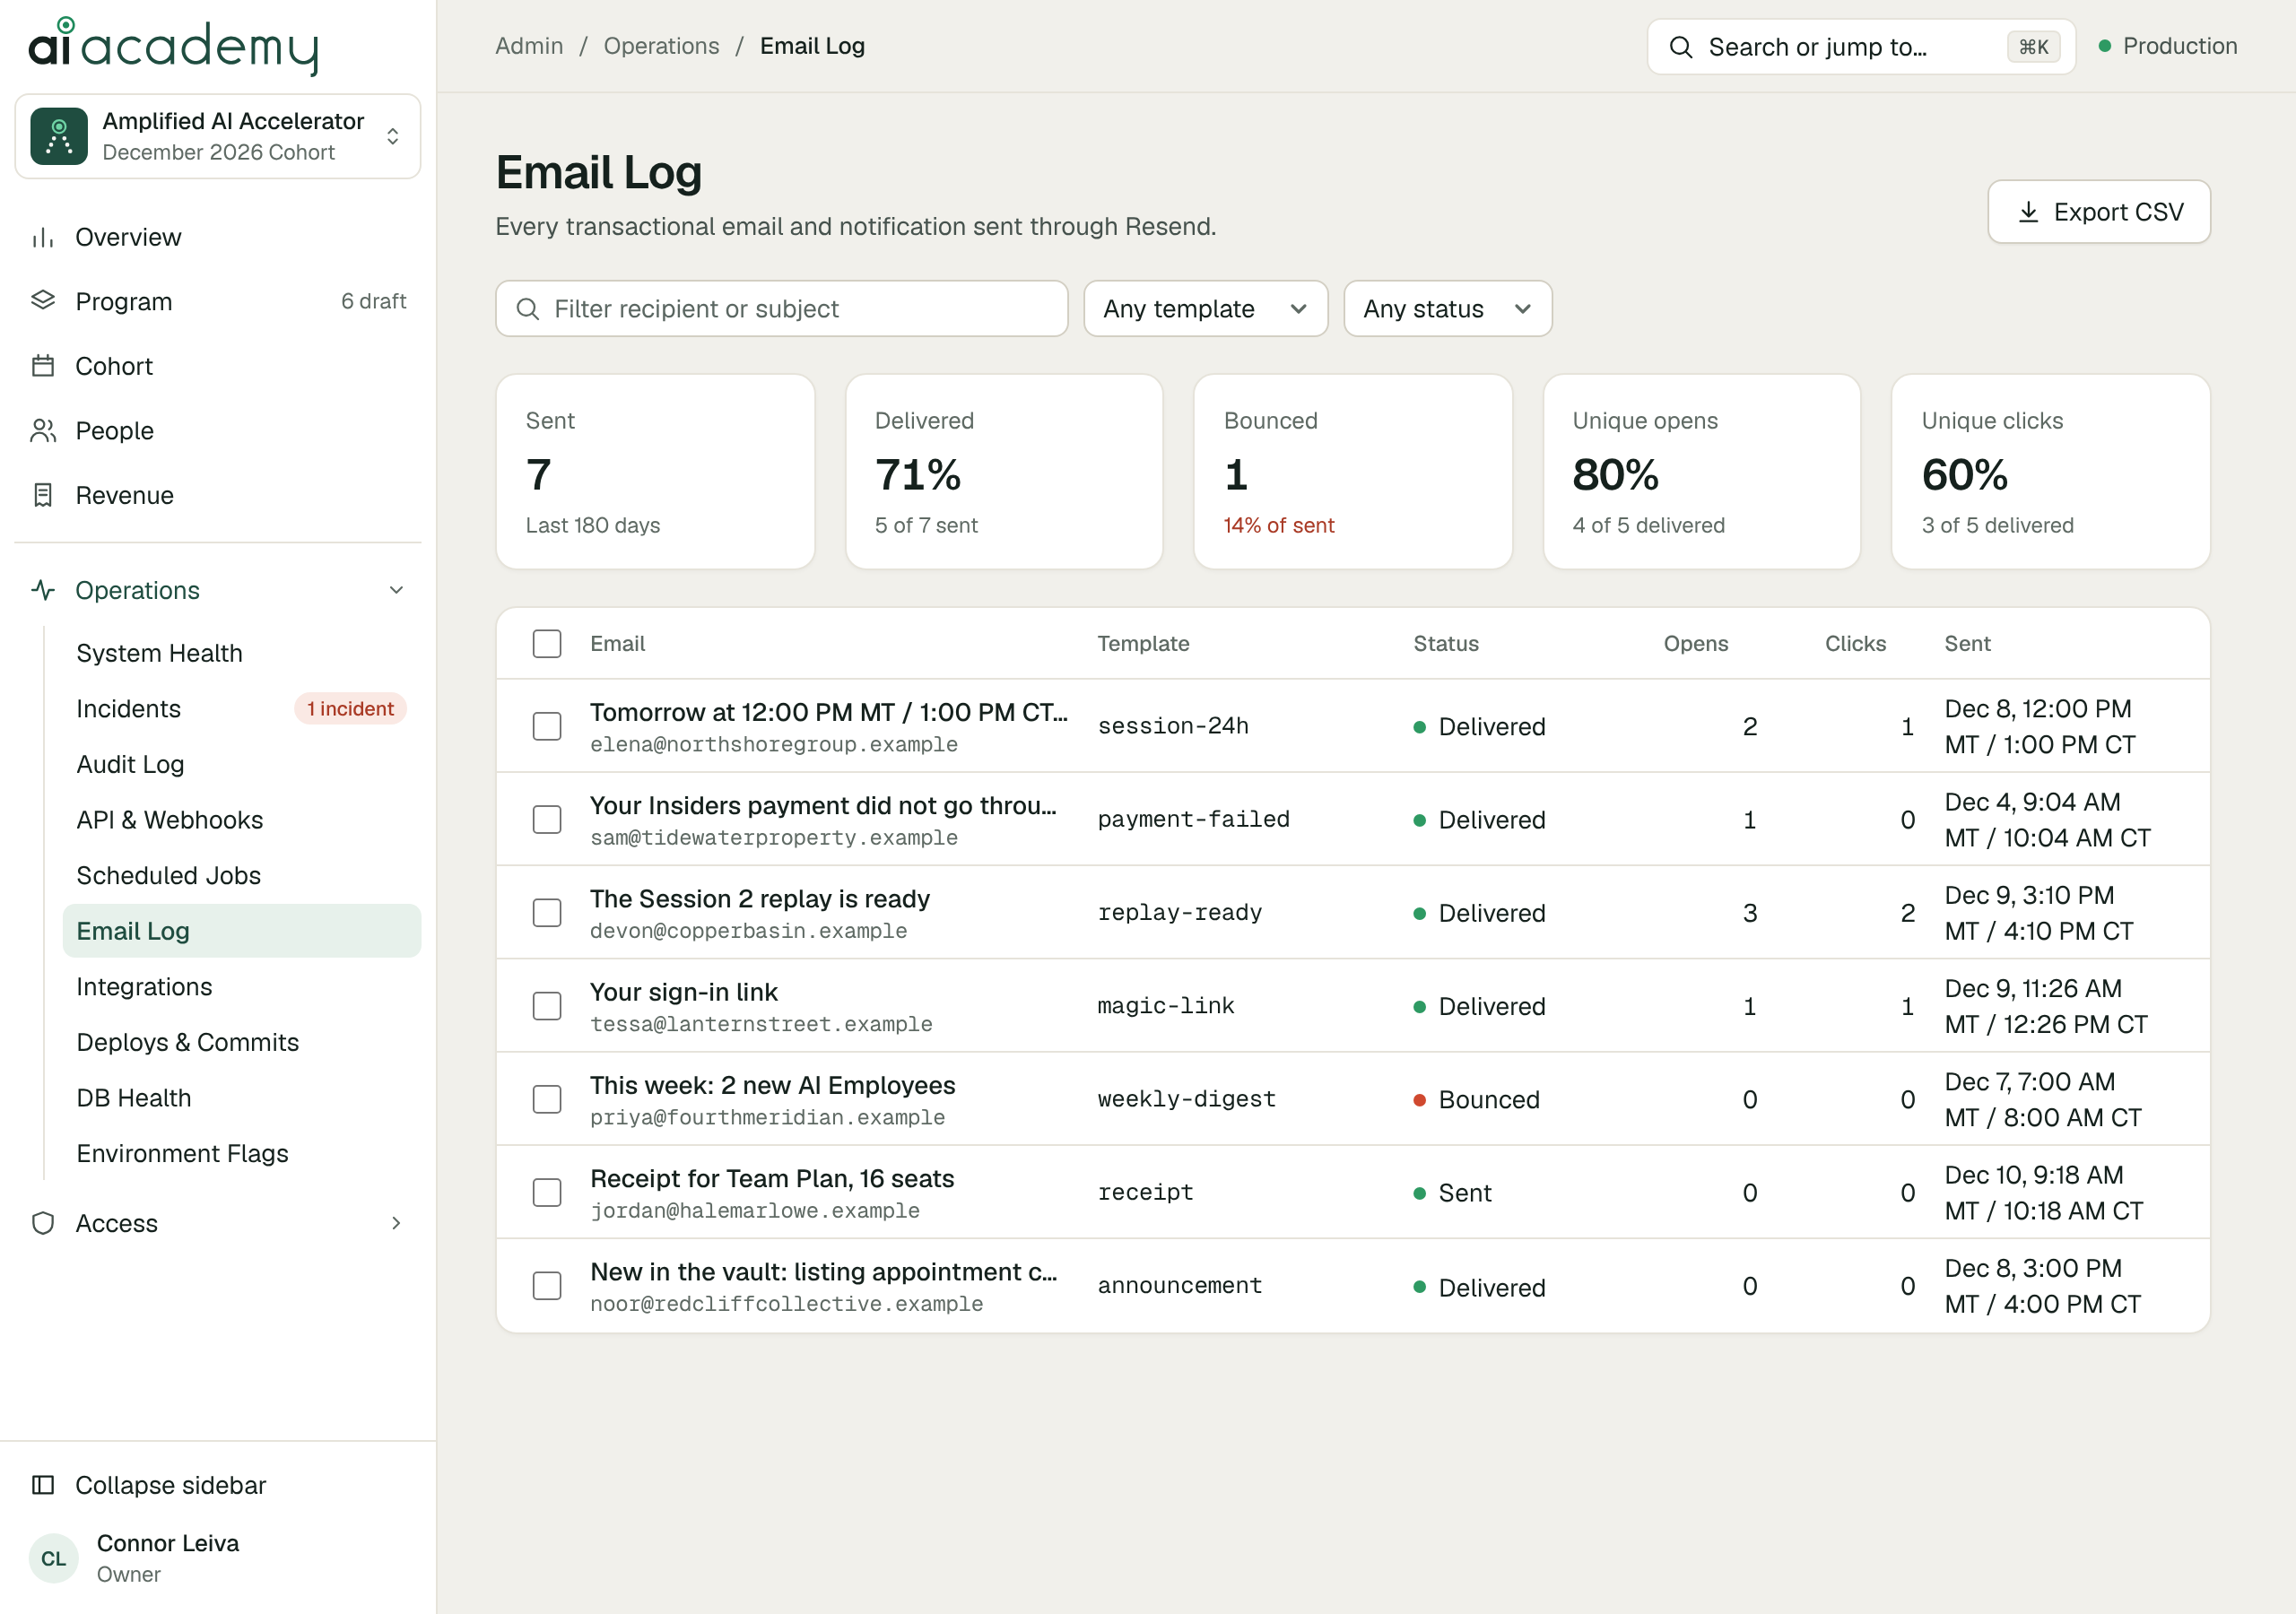 ai academy
Amplified AI Accelerator
December 2026 Cohort
Overview
Program 6 draft
Cohort
People
Revenue
Operations
System Health
Incidents 1 incident
Audit Log
API & Webhooks
Scheduled Jobs
Email Log
Integrations
Deploys & Commits
DB Health
Environment Flags
Access
Collapse sidebar
CL
Connor Leiva
Owner
Admin / Operations / Email Log
Search or jump to... ⌘K
Production
Email Log
Every transactional email and notification sent through Resend.
Export CSV
Filter recipient or subject
Any template
Any status
Sent
7
Last 180 days
Delivered
71%
5 of 7 sent
Bounced
1
14% of sent
Unique opens
80%
4 of 5 delivered
Unique clicks
60%
3 of 5 delivered
Email Template Status Opens Clicks Sent
Tomorrow at 12:00 PM MT / 1:00 PM CT...
elena@northshoregroup.example
session-24h
Delivered
2
1
Dec 8, 12:00 PM
MT / 1:00 PM CT
Your Insiders payment did not go throu...
sam@tidewaterproperty.example
payment-failed
Delivered
1
0
Dec 4, 9:04 AM
MT / 10:04 AM CT
The Session 2 replay is ready
devon@copperbasin.example
replay-ready
Delivered
3
2
Dec 9, 3:10 PM
MT / 4:10 PM CT
Your sign-in link
tessa@lanternstreet.example
magic-link
Delivered
1
1
Dec 9, 11:26 AM
MT / 12:26 PM CT
This week: 2 new AI Employees
priya@fourthmeridian.example
weekly-digest
Bounced
0
0
Dec 7, 7:00 AM
MT / 8:00 AM CT
Receipt for Team Plan, 16 seats
jordan@halemarlowe.example
receipt
Sent
0
0
Dec 10, 9:18 AM
MT / 10:18 AM CT
New in the vault: listing appointment c...
noor@redcliffcollective.example
announcement
Delivered
0
0
Dec 8, 3:00 PM
MT / 4:00 PM CT